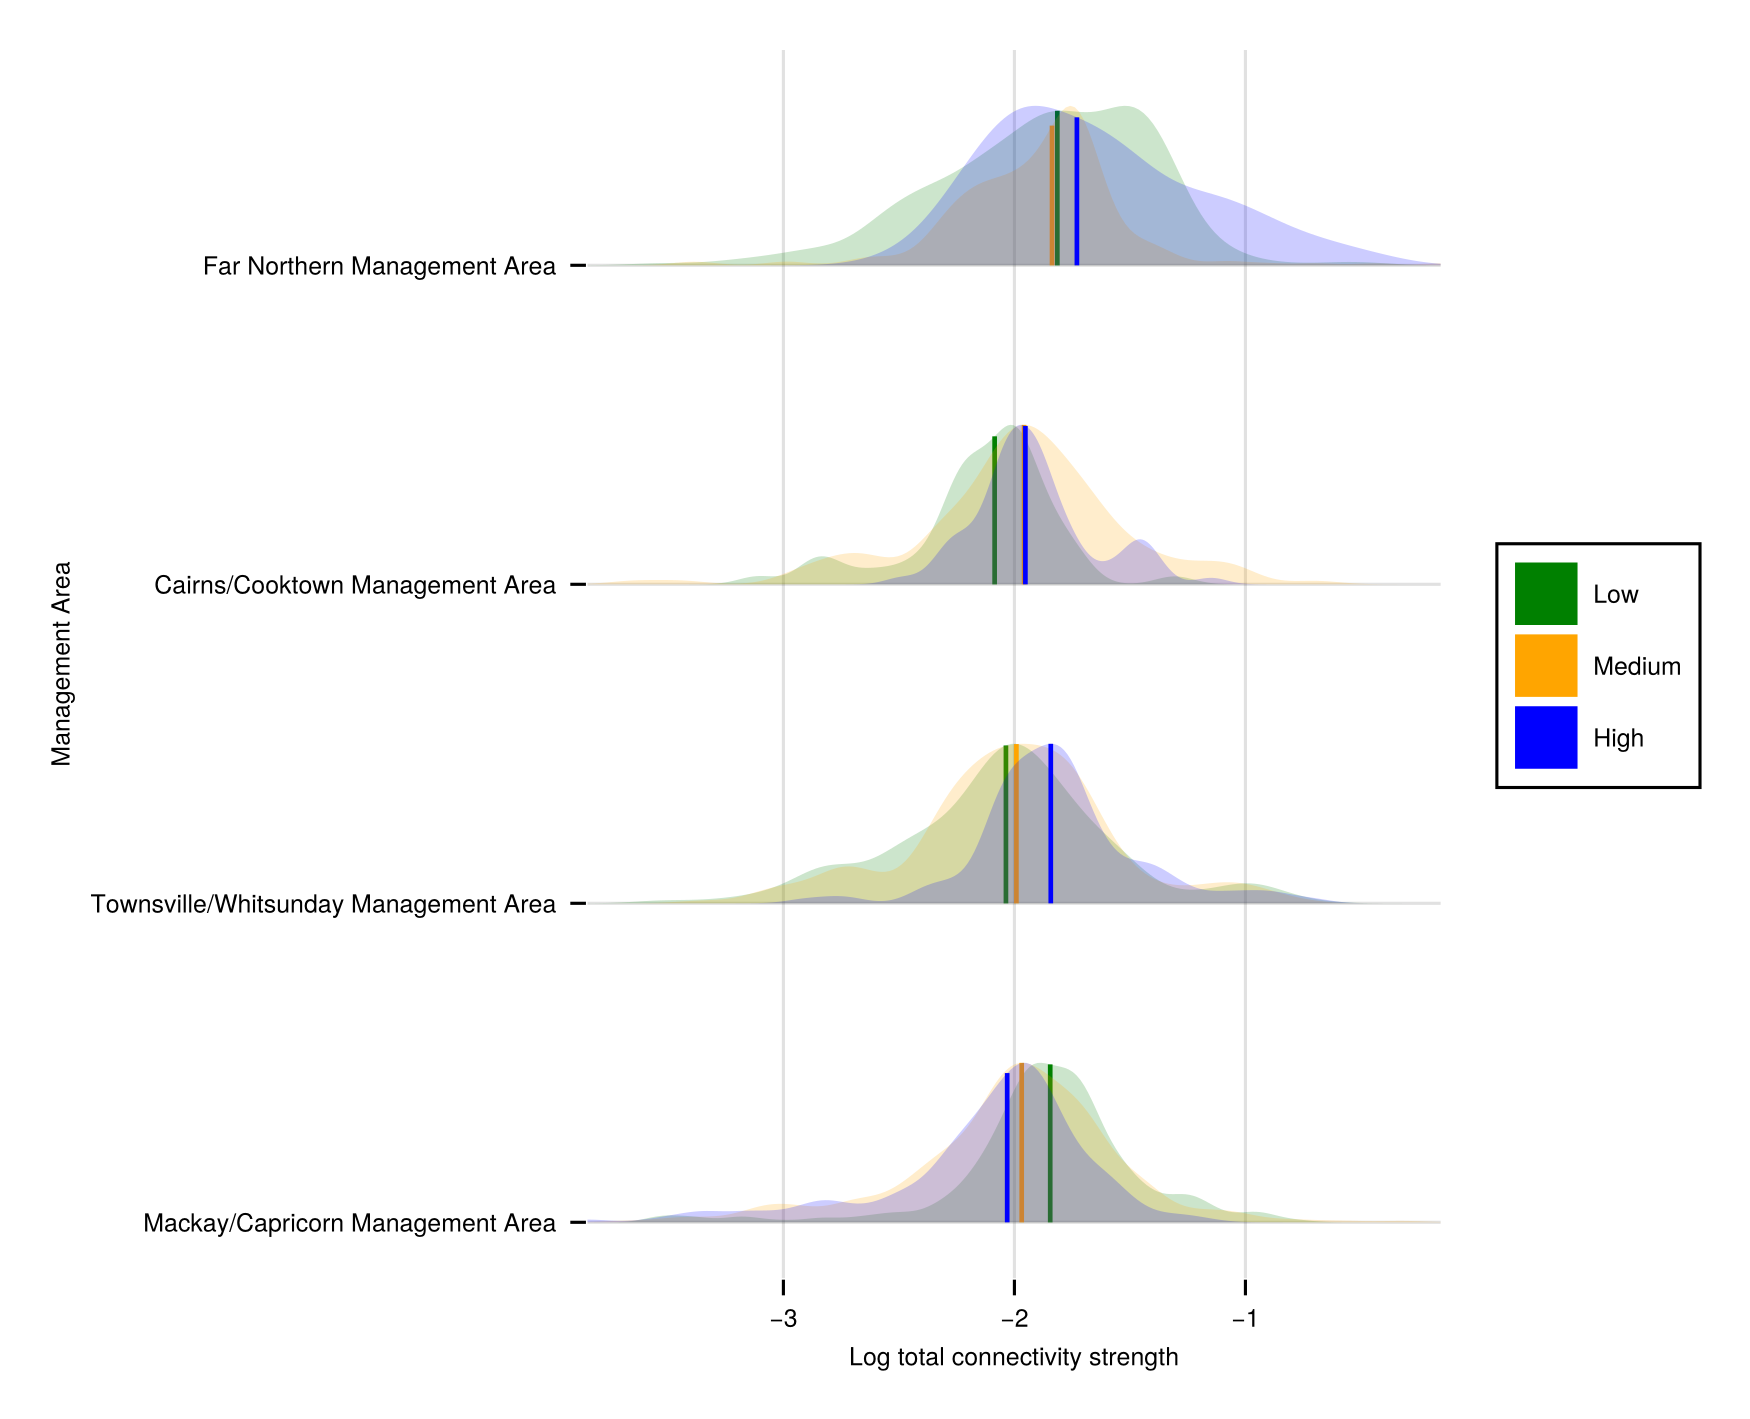 Far Northern Management Area
Cairns/Cooktown Management Area
Townsville/Whitsunday Management Area
Mackay/Capricorn Management Area
Management Area
−3
−2
−1
Log total connectivity strength
Low
Medium
High